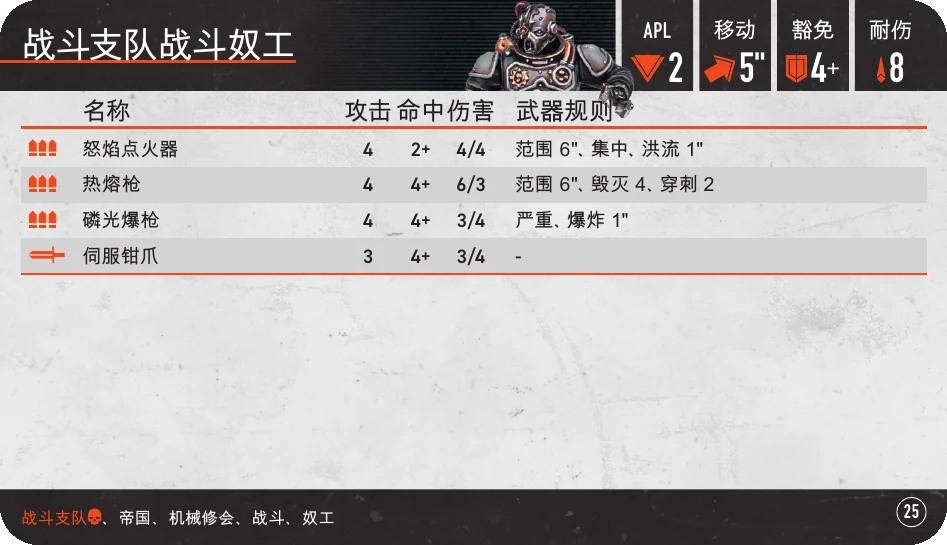 战斗支队战斗奴工
APL 移动 豁免 耐伤
2 5" 4+ 8
名称 攻击 命中 伤害 武器规则
怒焰点火器 4 2+ 4/4 范围 6"、集中、洪流 1"
热熔枪 4 4+ 6/3 范围 6"、毁灭 4、穿刺 2
磷光爆枪 4 4+ 3/4 严重、爆炸 1"
伺服钳爪 3 4+ 3/4 -
战斗支队、帝国、机械修会、战斗、奴工
25